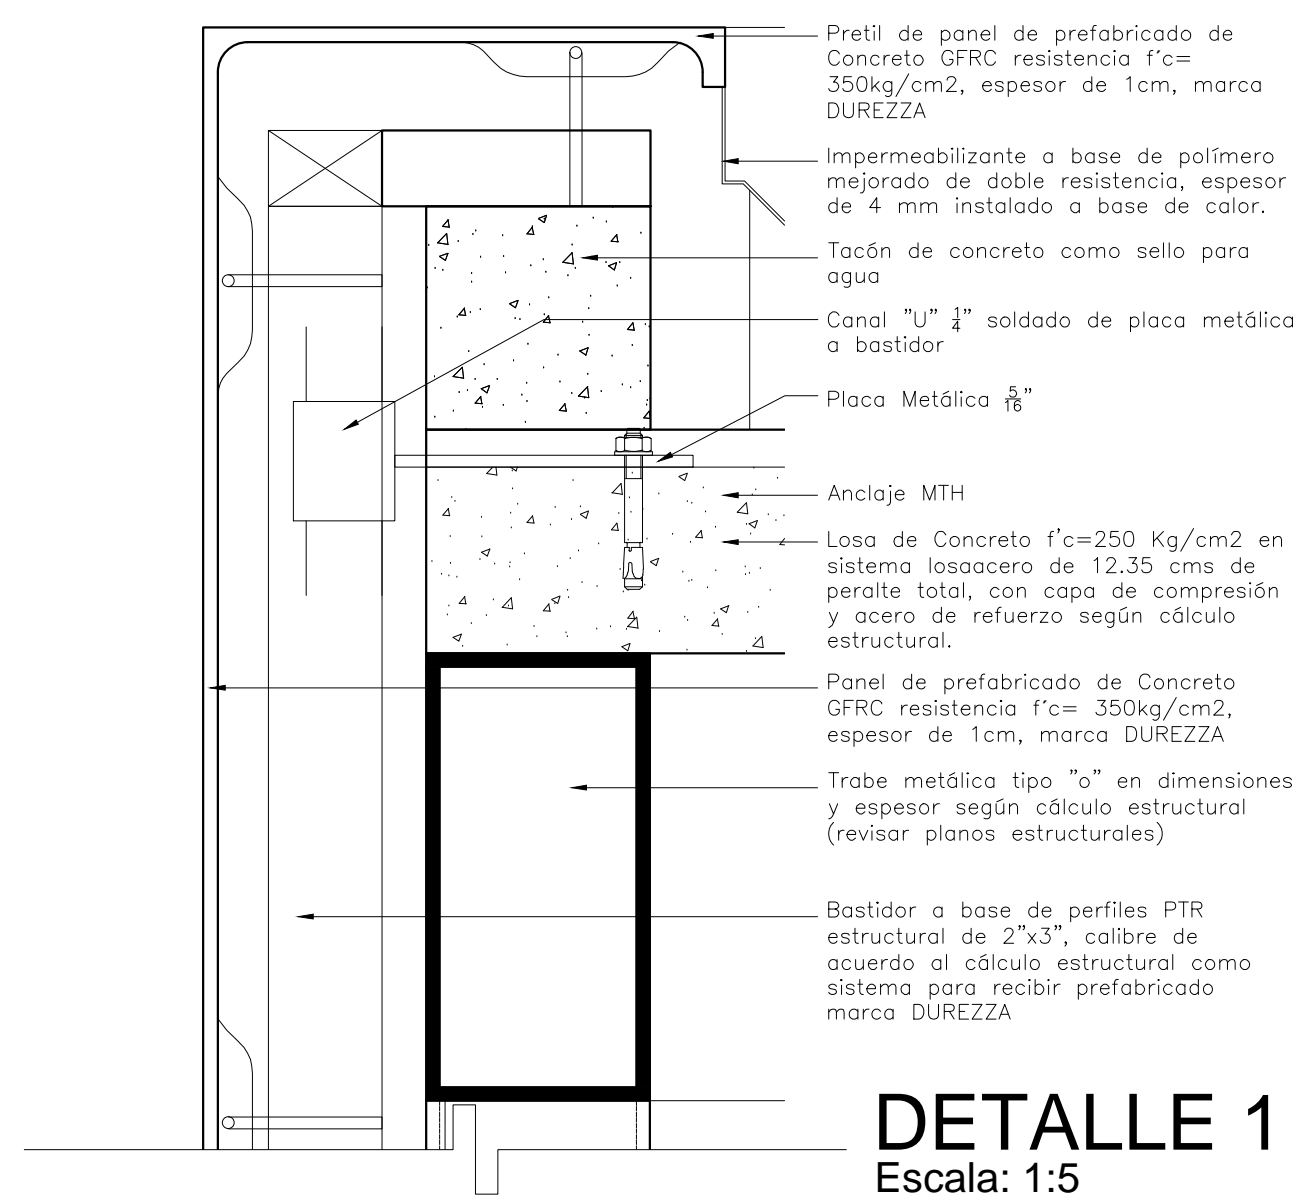 Pretil de panel de prefabricado de
Concreto GFRC resistencia f´c=
350kg/cm2, espesor de 1cm, marca
DUREZZA
Impermeabilizante a base de polímero
mejorado de doble resistencia, espesor
de 4 mm instalado a base de calor.
Tacón de concreto como sello para
agua
Canal "U" 1/4" soldado de placa metálica
a bastidor
Placa Metálica 5/16"
Anclaje MTH
Losa de Concreto f'c=250 Kg/cm2 en
sistema losaacero de 12.35 cms de
peralte total, con capa de compresión
y acero de refuerzo según cálculo
estructural.
Panel de prefabricado de Concreto
GFRC resistencia f´c= 350kg/cm2,
espesor de 1cm, marca DUREZZA
Trabe metálica tipo "o" en dimensiones
y espesor según cálculo estructural
(revisar planos estructurales)
Bastidor a base de perfiles PTR
estructural de 2"x3", calibre de
acuerdo al cálculo estructural como
sistema para recibir prefabricado
marca DUREZZA
DETALLE 1
Escala: 1:5